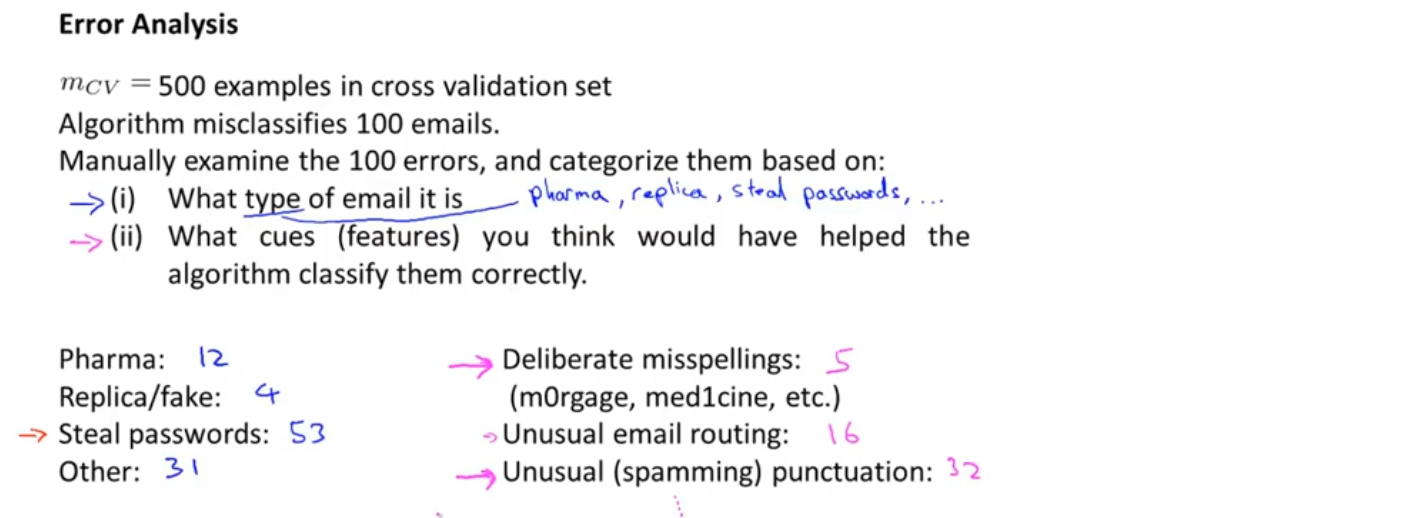 Error Analysis
mCV = 500 examples in cross validation set
Algorithm misclassifies 100 emails.
Manually examine the 100 errors, and categorize them based on:
→ (i) What type of email it is pharma, replica, steal passwords, ...
→ (ii) What cues (features) you think would have helped the
algorithm classify them correctly.
Pharma: 12
Replica/fake: 4
→ Steal passwords: 53
Other: 31
→ Deliberate misspellings: 5
(m0rgage, med1cine, etc.)
→ Unusual email routing: 16
→ Unusual (spamming) punctuation: 32